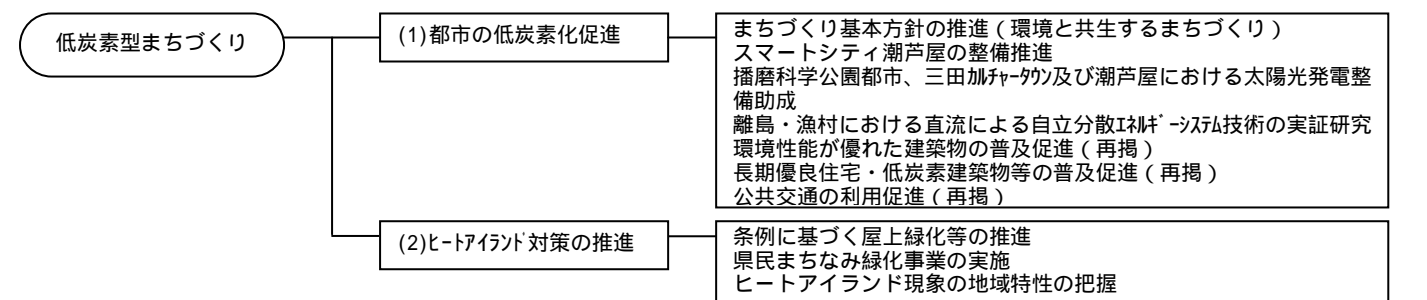 低炭素型まちづくり
(1)都市の低炭素化促進
まちづくり基本方針の推進（環境と共生するまちづくり）
スマートシティ潮芦屋の整備推進
播磨科学公園都市、三田ｶﾙﾁｬｰﾀｳﾝ及び潮芦屋における太陽光発電整
備助成
離島・漁村における直流による自立分散ｴﾈﾙｷﾞｰｼｽﾃﾑ技術の実証研究
環境性能が優れた建築物の普及促進（再掲）
長期優良住宅・低炭素建築物等の普及促進（再掲）
公共交通の利用促進（再掲）
(2)ﾋｰﾄｱｲﾗﾝﾄﾞ対策の推進
条例に基づく屋上緑化等の推進
県民まちなみ緑化事業の実施
ヒートアイランド現象の地域特性の把握